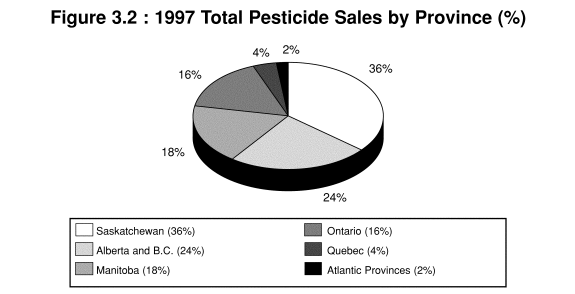 Figure 3.2 : 1997 Total Pesticide Sales by Province (%)
4%
2%
16%
36%
18%
24%
Saskatchewan (36%)
Ontario (16%)
Alberta and B.C. (24%)
Quebec (4%)
Manitoba (18%)
Atlantic Provinces (2%)